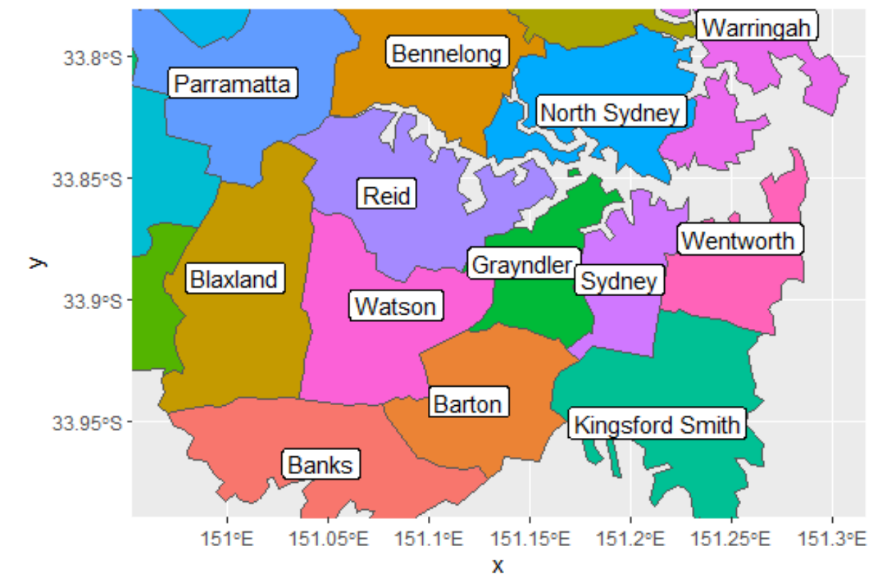 Warringah
33.8°S
Bennelong
Parramatta
North Sydney
33.85°S
Reid
Wentworth
y
Grayndler
Blaxland
Sydney
33.9°S
Watson
Barton
33.95°S
Kingsford Smith
Banks
151°E 151.05°E 151.1°E 151.15°E 151.2°E 151.25°E 151.3°E
x